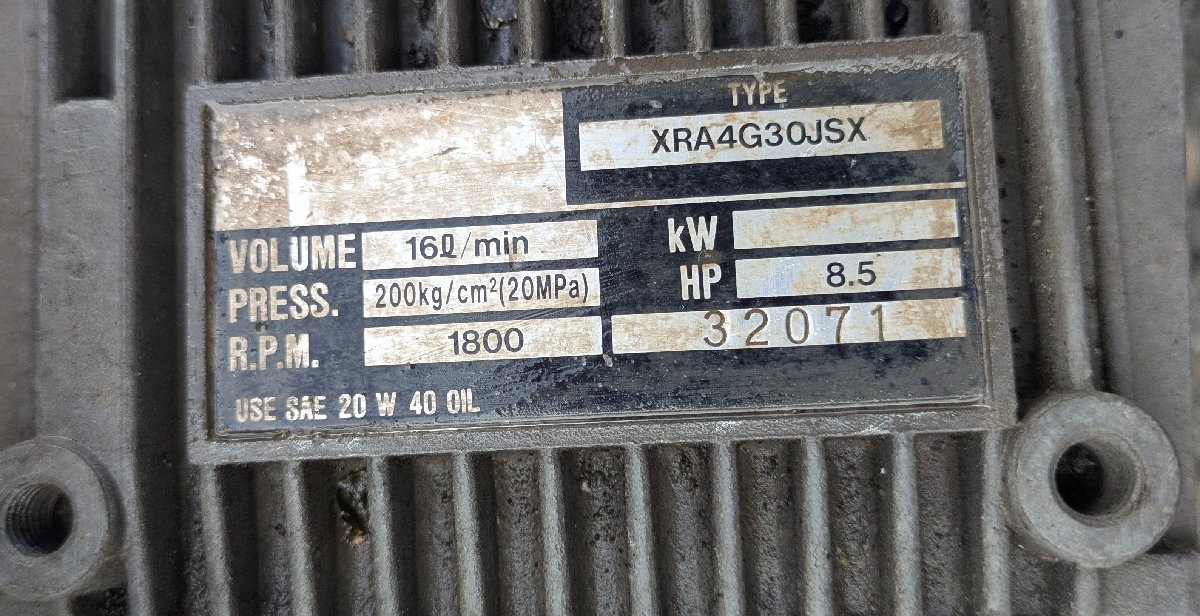 TYPE
XRA4G30JSX
VOLUME 16ℓ/min
PRESS. 200kg/cm²(20MPa)
R.P.M. 1800
kW
HP 8.5
32071
USE SAE 20 W 40 OIL